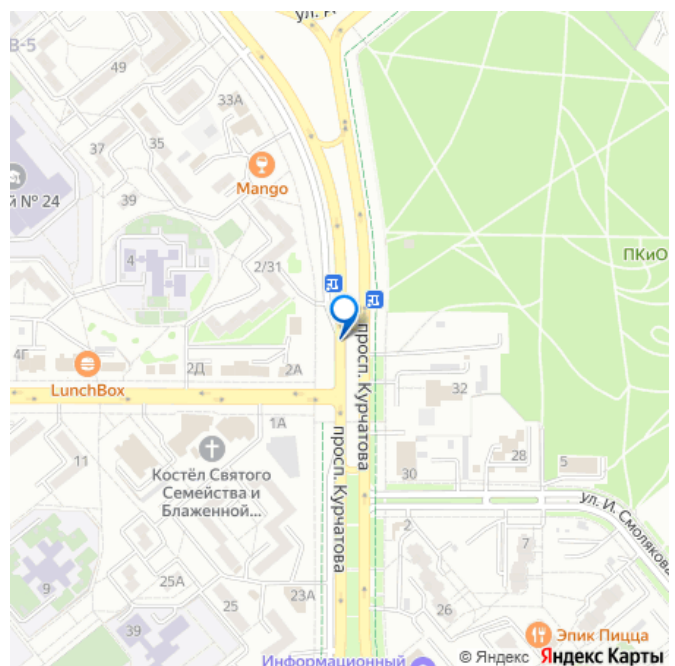 ул. К
В-5
49
33А
37
35
Mango
й № 24
39
ПКиО
4
2/31
4Г
2Д
2А
LunchBox
просп. Курчатова
32
1А
11
Костёл Святого
Семейства и
Блаженной...
просп. Курчатова
30
28
5
ул. И. Смолякова
2
7
9
25А
25
23А
26
39
Эпик Пицца
Информационный
© Яндекс Яндекс Карты